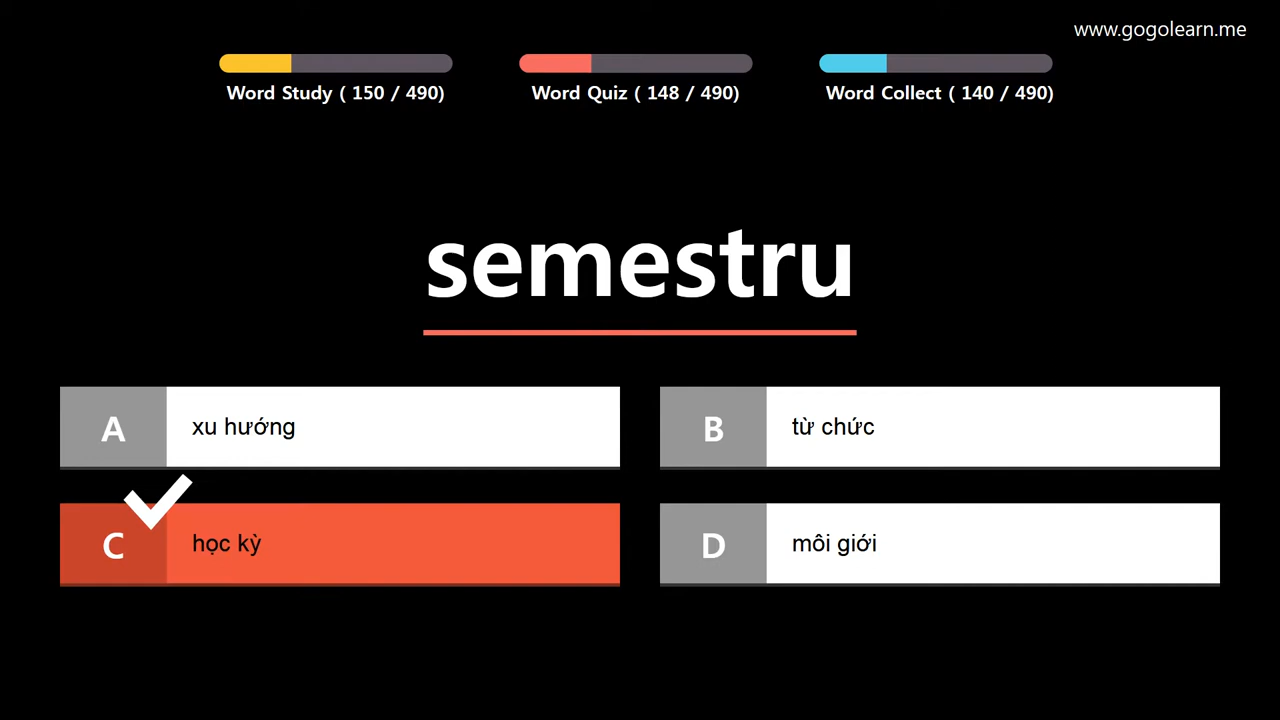 www.gogolearn.me
Word Study ( 150 / 490)
Word Quiz ( 148 / 490)
Word Collect ( 140 / 490)
semestru
A xu hướng
B từ chức
C học kỳ
D môi giới